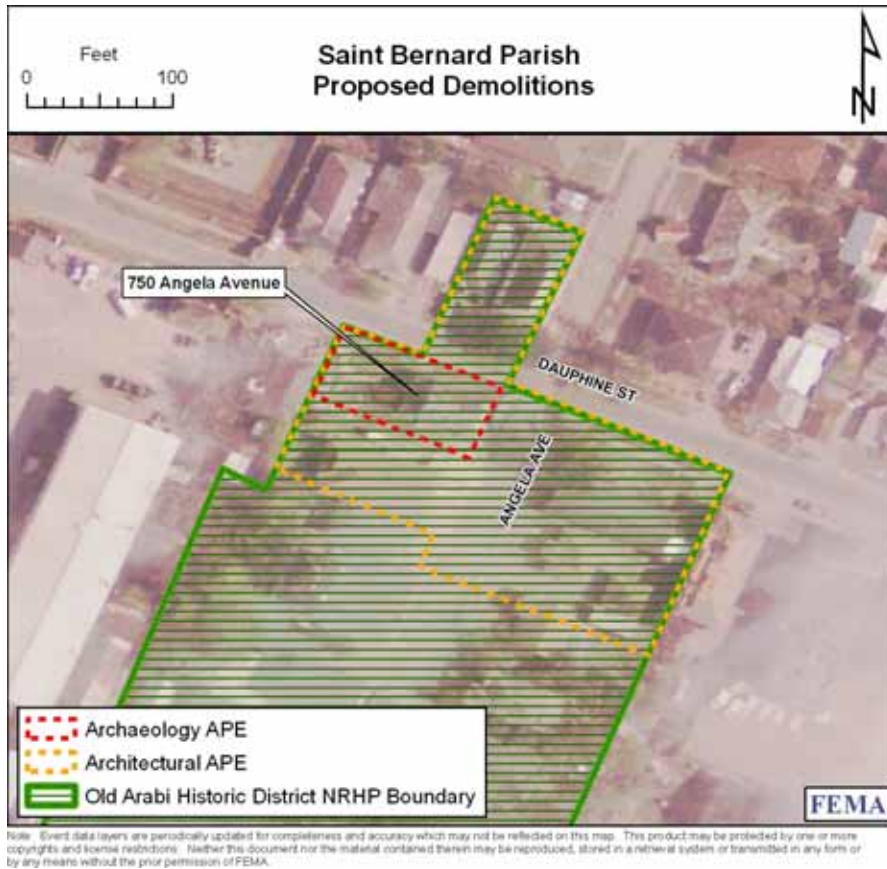 Feet
0 100
Saint Bernard Parish
Proposed Demolitions
N
750 Angela Avenue
DAUPHINE ST
ANGELA AVE
Archaeology APE
Architectural APE
Old Arabi Historic District NRHP Boundary
FEMA
Note: Event data layers are periodically updated for completeness and accuracy which may not be reflected on this map. This product may be protected by one or more
copyrights and license restrictions. Neither this document nor the material contained therein may be reproduced, stored in a retrieval system or transmitted in any form or
by any means without the prior permission of FEMA.